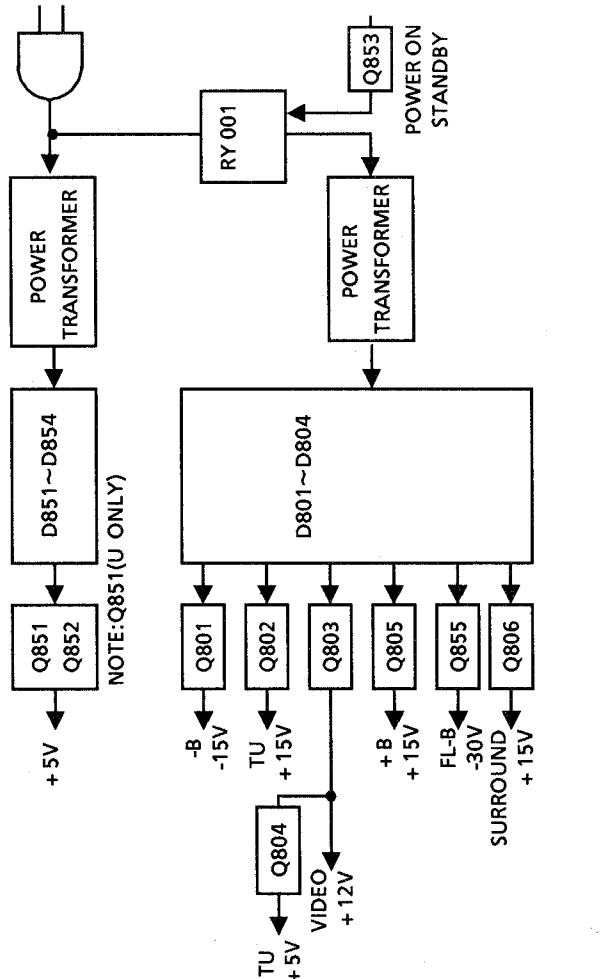 Q853
POWER ON
STANDBY
RY 001
POWER
TRANSFORMER
POWER
TRANSFORMER
D851~D854
D801~D804
NOTE:Q851(U ONLY)
Q851
Q852
Q801
Q802
Q803
Q805
Q855
Q806
+5V
-B
-15V
TU
+15V
+B
+15V
FL-B
-30V
SURROUND
+15V
Q804
VIDEO
+12V
TU
+5V